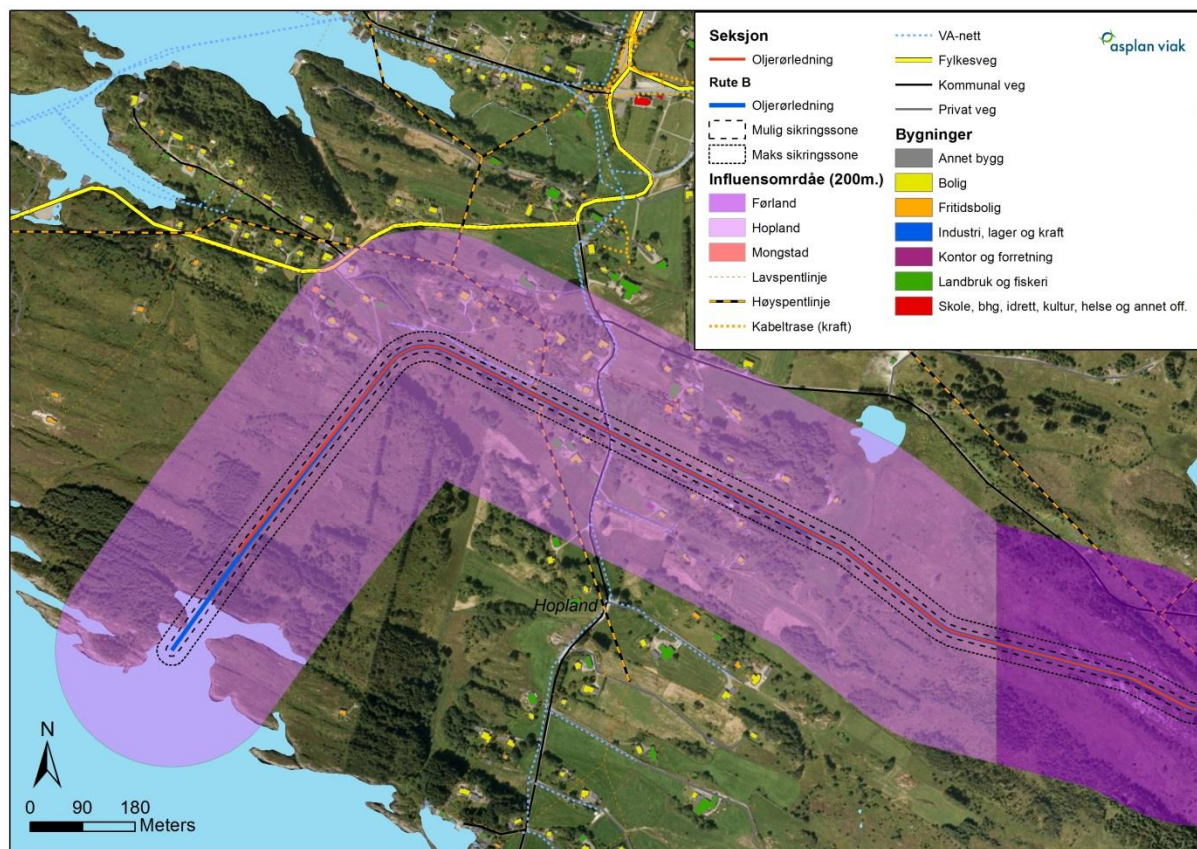 Seksjon
Oljerørledning
Rute B
Oljerørledning
Mulig sikringssone
Maks sikringssone
Influensområde (200m.)
Førland
Hopland
Mongstad
Lavspentlinje
Høyspentlinje
Kabeltrase (kraft)
VA-nett
Fylkesveg
Kommunal veg
Privat veg
Bygninger
Annet bygg
Bolig
Fritidsbolig
Industri, lager og kraft
Kontor og forretning
Landbruk og fiskeri
Skole, bhg, idrett, kultur, helse og annet off.
asplan viak
Hopland
N
0 90 180
Meters